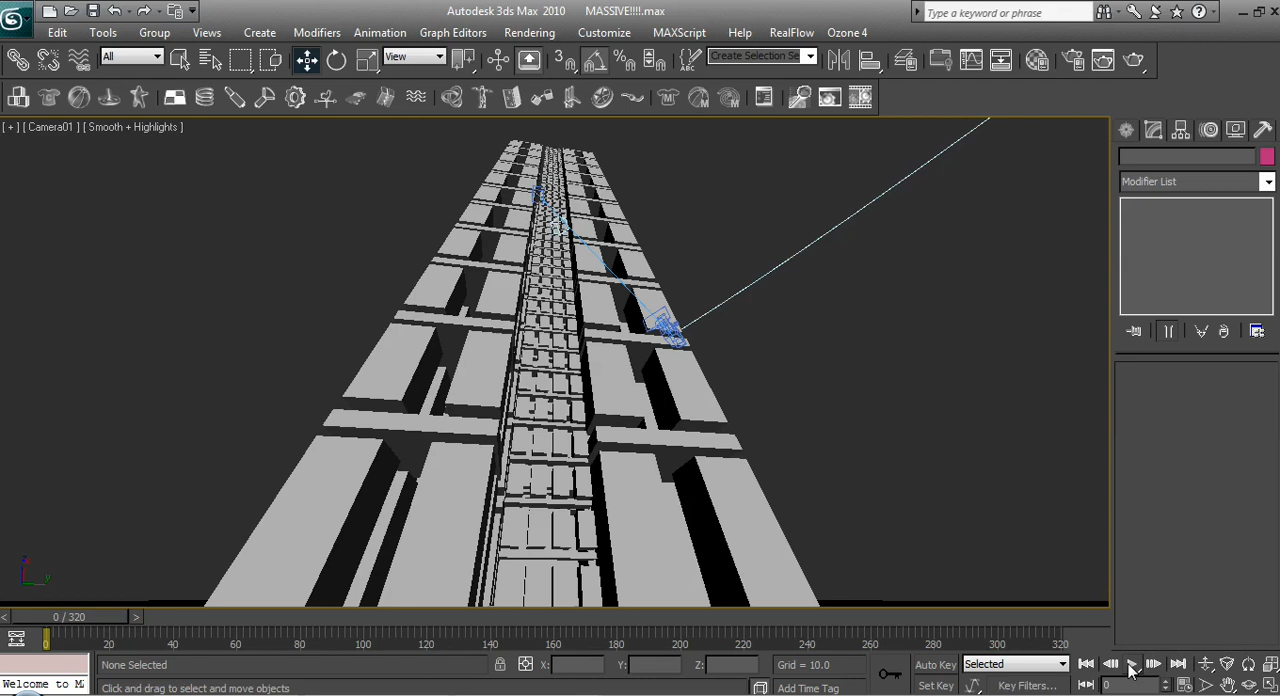 Autodesk 3ds Max 2010 MASSIVE!!!!.max
Type a keyword or phrase
Edit Tools Group Views Create Modifiers Animation Graph Editors Rendering Customize MAXScript Help RealFlow Ozone 4
All View 3 Create Selection Se
[ + ] [ Camera01 ] [ Smooth + Highlights ]
Modifier List
z
y
< 0 / 320 >
0 20 40 60 80 100 120 140 160 180 200 220 240 260 280 300 320
None Selected X: Y: Z: Grid = 10.0 Auto Key Selected
Welcome to M
Click and drag to select and move objects Add Time Tag Set Key Key Filters... 0